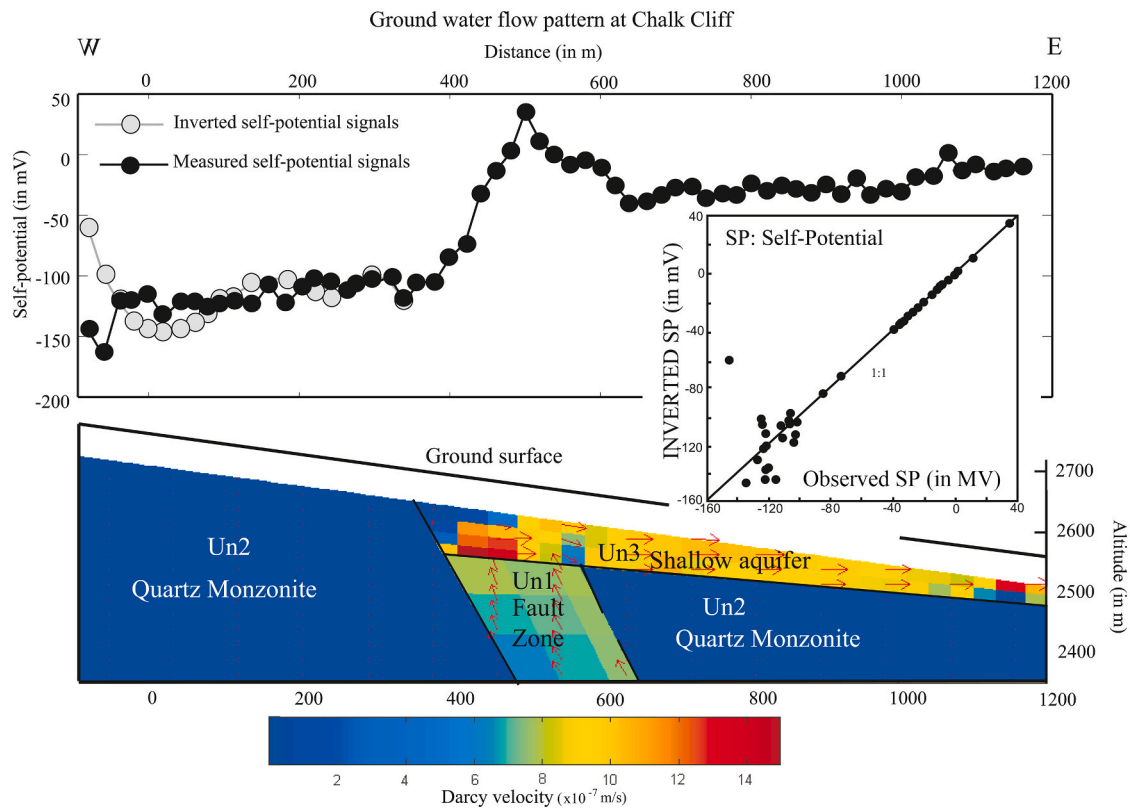 Ground water flow pattern at Chalk Cliff
W
Distance (in m)
E
0 200 400 600 800 1000 1200
50
0
-50
-100
-150
-200
Self-potential (in mV)
Inverted self-potential signals
Measured self-potential signals
SP: Self-Potential
INVERTED SP (in mV)
40
0
-40
-80
-120
-160
1:1
Observed SP (in MV)
-160 -120 -80 -40 0 40
Ground surface
2700
2600
2500
2400
Altitude (in m)
Un2
Quartz Monzonite
Un3 Shallow aquifer
Un1
Fault
Zone
Un2
Quartz Monzonite
0 200 400 600 800 1000 1200
2 4 6 8 10 12 14
Darcy velocity (x10⁻⁷ m/s)